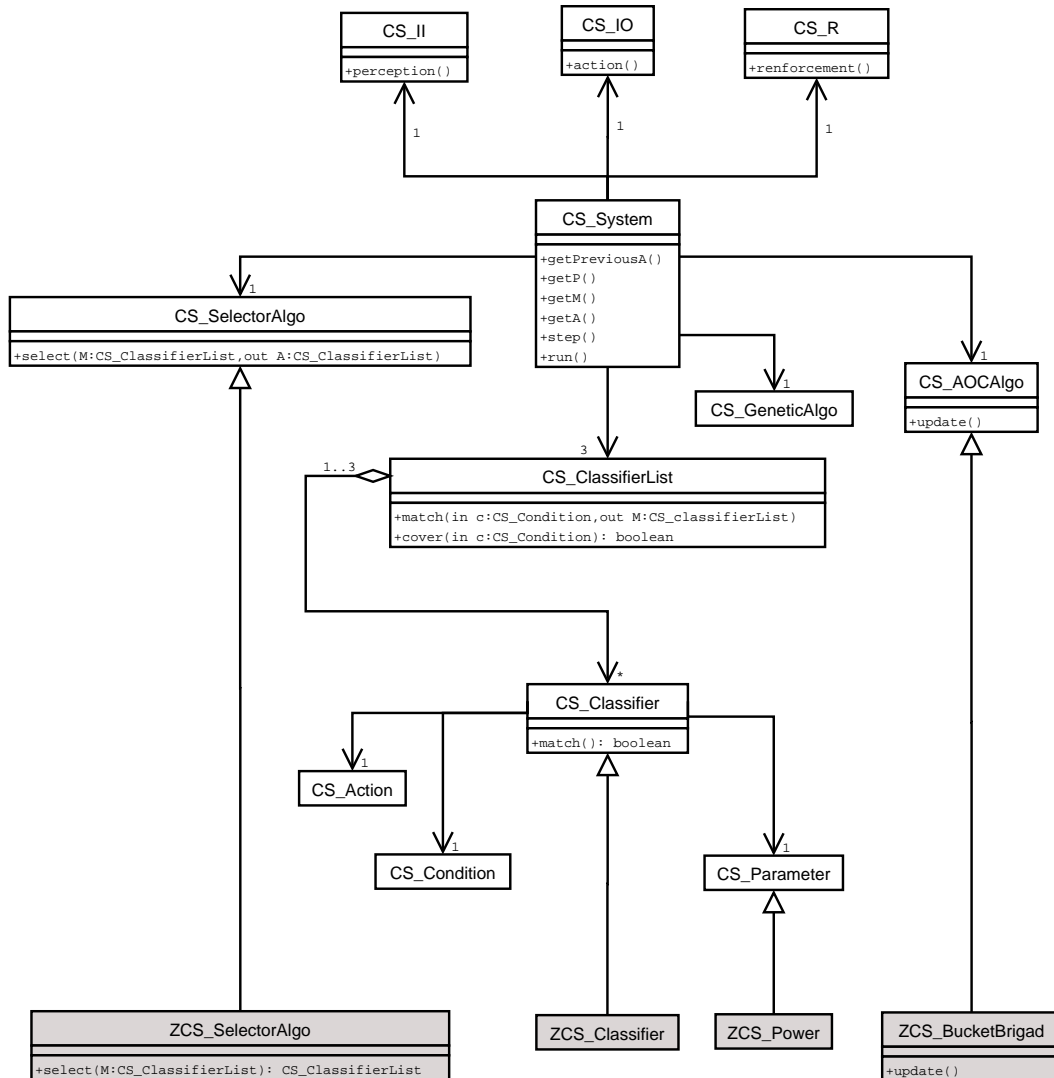 CS_II
+perception()
CS_IO
+action()
CS_R
+renforcement()
1
1
1
CS_System
+getPreviousA()
+getP()
+getM()
+getA()
+step()
+run()
1
CS_SelectorAlgo
+select(M:CS_ClassifierList,out A:CS_ClassifierList)
1
CS_GeneticAlgo
1
CS_AOCAlgo
+update()
3
1..3
CS_ClassifierList
+match(in c:CS_Condition,out M:CS_classifierList)
+cover(in c:CS_Condition): boolean
*
CS_Classifier
+match(): boolean
1
CS_Action
1
CS_Condition
1
CS_Parameter
ZCS_SelectorAlgo
+select(M:CS_ClassifierList): CS_ClassifierList
ZCS_Classifier
ZCS_Power
ZCS_BucketBrigad
+update()